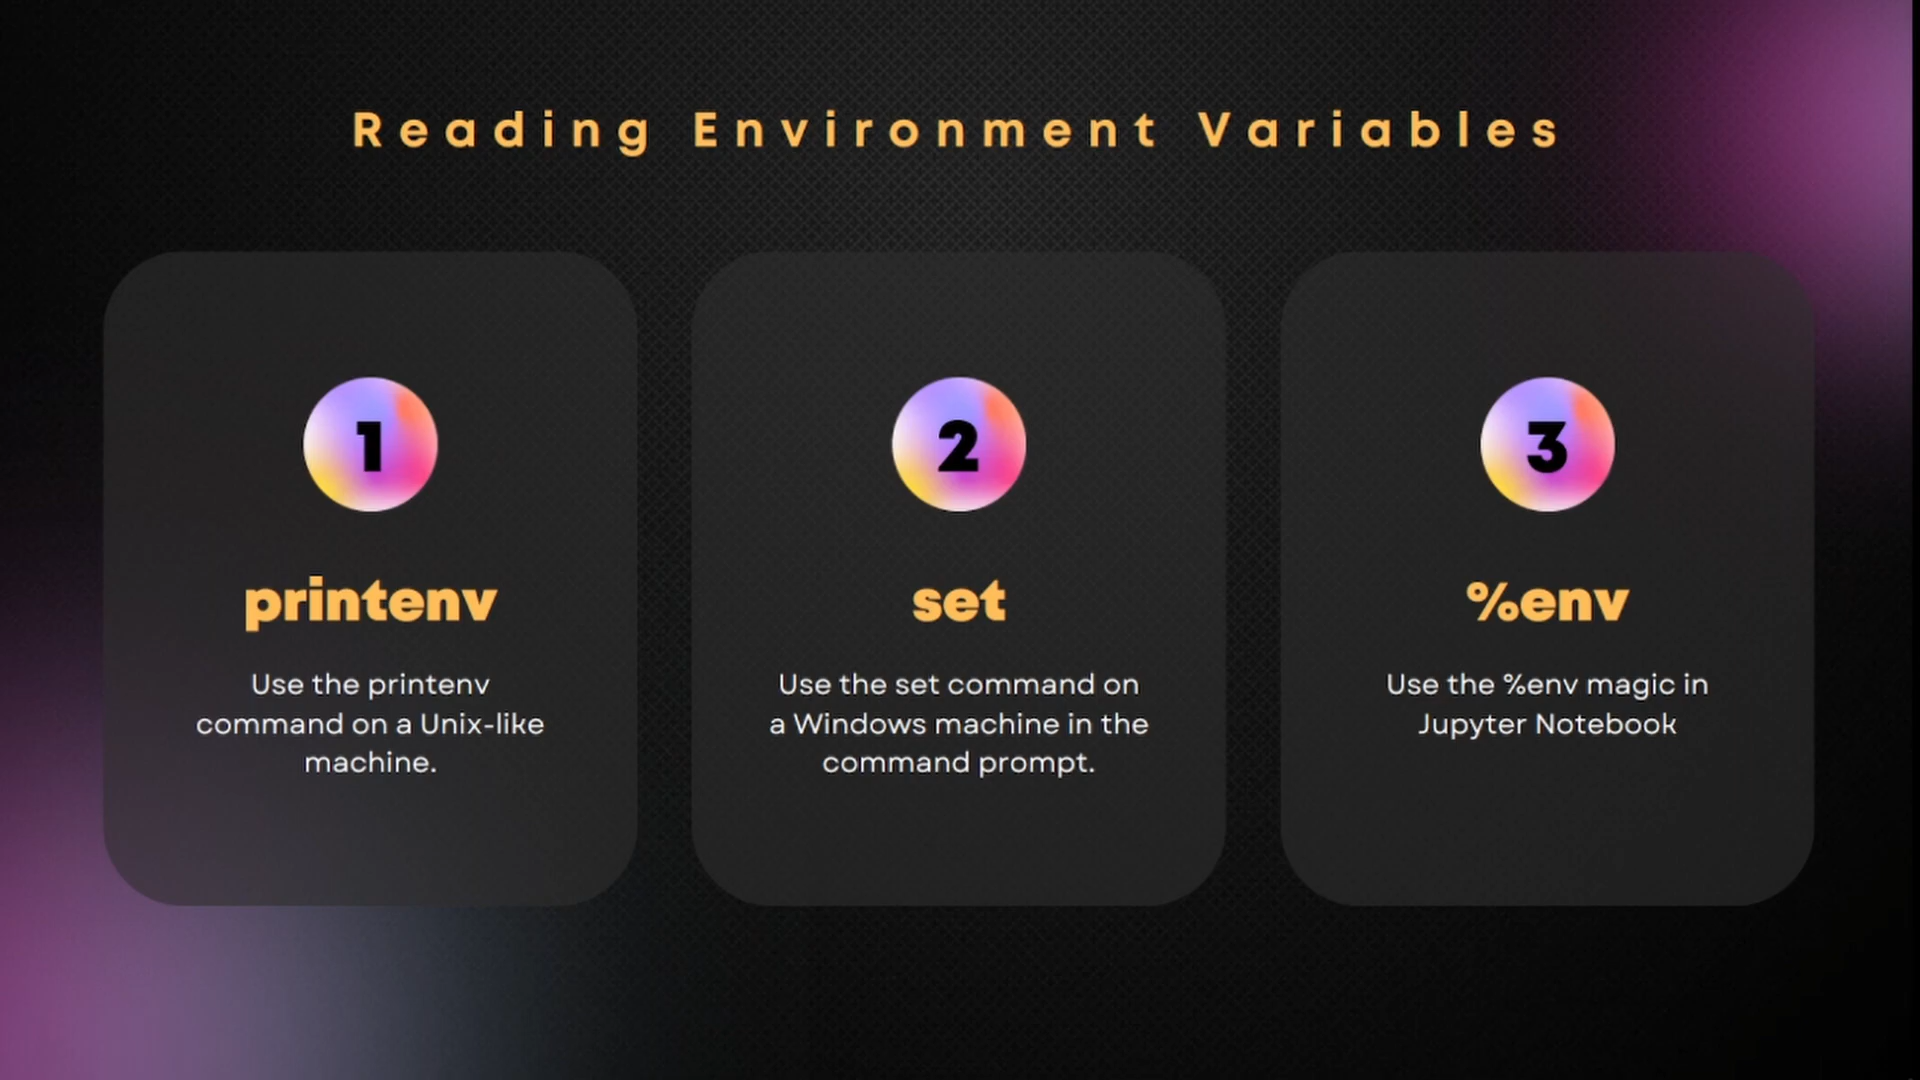 Reading Environment Variables
1
printenv
Use the printenv
command on a Unix-like
machine.
2
set
Use the set command on
a Windows machine in the
command prompt.
3
%env
Use the %env magic in
Jupyter Notebook